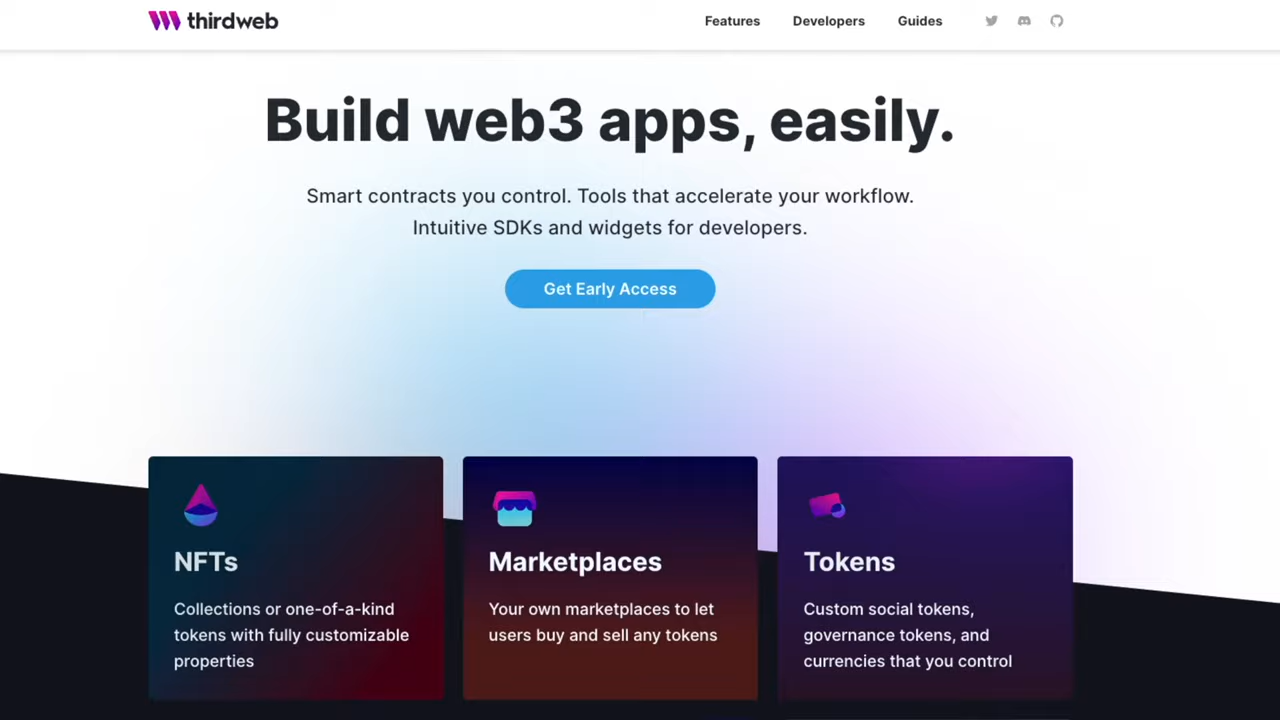 thirdweb
Features Developers Guides
Build web3 apps, easily.
Smart contracts you control. Tools that accelerate your workflow.
Intuitive SDKs and widgets for developers.
Get Early Access
NFTs
Collections or one-of-a-kind
tokens with fully customizable
properties
Marketplaces
Your own marketplaces to let
users buy and sell any tokens
Tokens
Custom social tokens,
governance tokens, and
currencies that you control